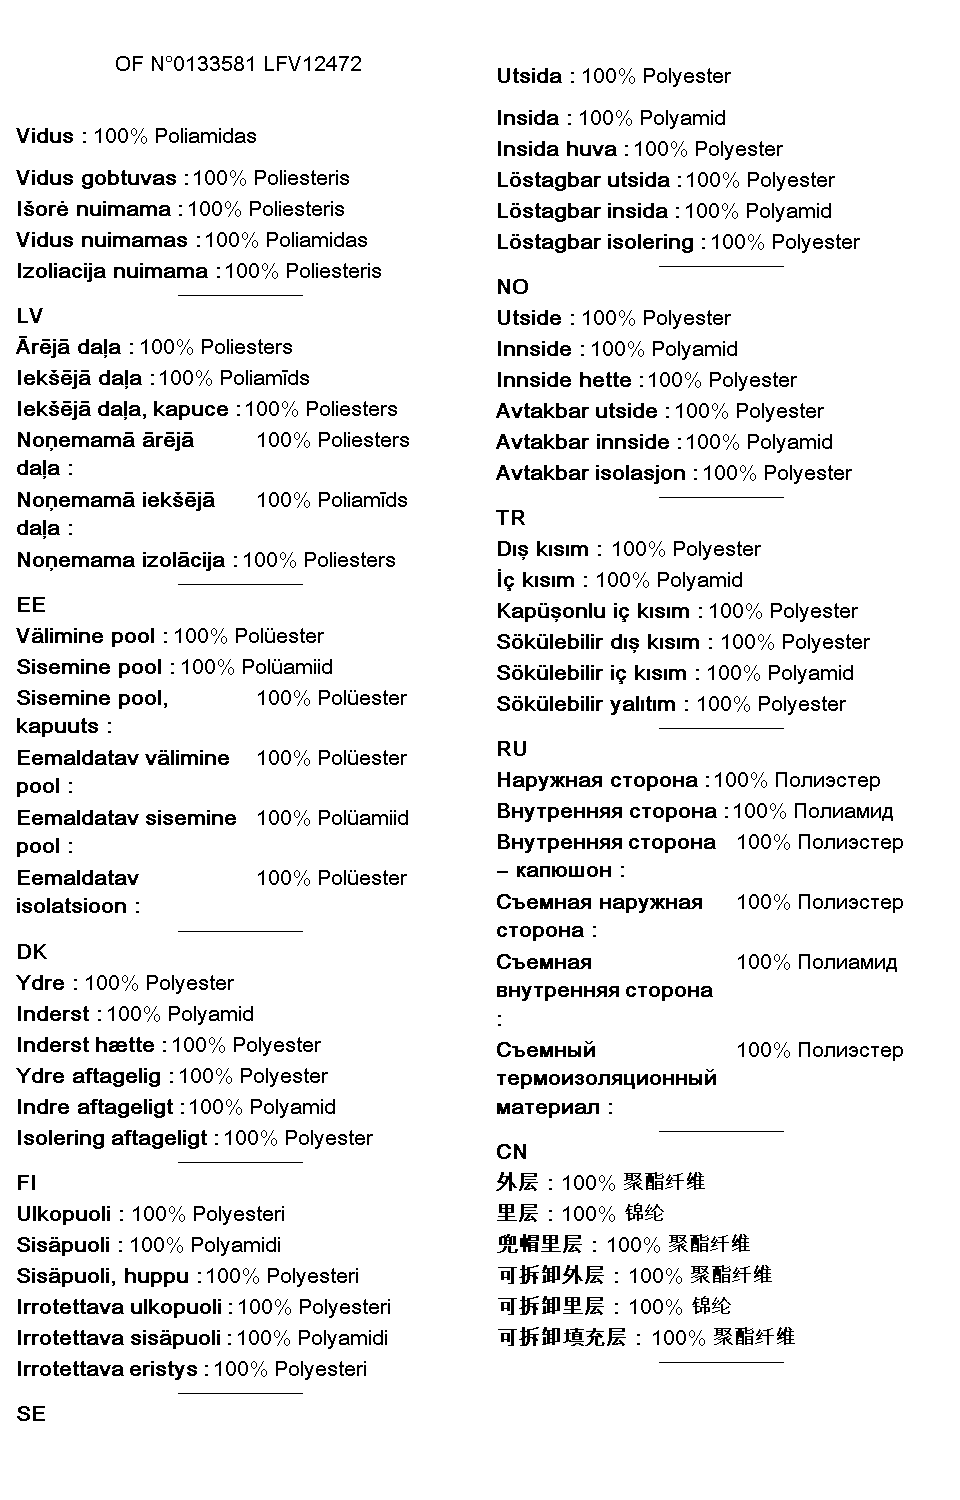 OF N°0133581 LFV12472
Vidus : 100% Poliamidas
Vidus gobtuvas : 100% Poliesteris
Išorė nuimama : 100% Poliesteris
Vidus nuimamas : 100% Poliamidas
Izoliacija nuimama : 100% Poliesteris
LV
Ārējā daļa : 100% Poliesters
Iekšējā daļa : 100% Poliamīds
Iekšējā daļa, kapuce : 100% Poliesters
Noņemamā ārējā 100% Poliesters
daļa :
Noņemamā iekšējā 100% Poliamīds
daļa :
Noņemama izolācija : 100% Poliesters
EE
Välimine pool : 100% Polüester
Sisemine pool : 100% Polüamiid
Sisemine pool, 100% Polüester
kapuuts :
Eemaldatav välimine 100% Polüester
pool :
Eemaldatav sisemine 100% Polüamiid
pool :
Eemaldatav 100% Polüester
isolatsioon :
DK
Ydre : 100% Polyester
Inderst : 100% Polyamid
Inderst hætte : 100% Polyester
Ydre aftagelig : 100% Polyester
Indre aftageligt : 100% Polyamid
Isolering aftageligt : 100% Polyester
FI
Ulkopuoli : 100% Polyesteri
Sisäpuoli : 100% Polyamidi
Sisäpuoli, huppu : 100% Polyesteri
Irrotettava ulkopuoli : 100% Polyesteri
Irrotettava sisäpuoli : 100% Polyamidi
Irrotettava eristys : 100% Polyesteri
SE
Utsida : 100% Polyester
Insida : 100% Polyamid
Insida huva : 100% Polyester
Löstagbar utsida : 100% Polyester
Löstagbar insida : 100% Polyamid
Löstagbar isolering : 100% Polyester
NO
Utside : 100% Polyester
Innside : 100% Polyamid
Innside hette : 100% Polyester
Avtakbar utside : 100% Polyester
Avtakbar innside : 100% Polyamid
Avtakbar isolasjon : 100% Polyester
TR
Dış kısım : 100% Polyester
İç kısım : 100% Polyamid
Kapüşonlu iç kısım : 100% Polyester
Sökülebilir dış kısım : 100% Polyester
Sökülebilir iç kısım : 100% Polyamid
Sökülebilir yalıtım : 100% Polyester
RU
Наружная сторона : 100% Полиэстер
Внутренняя сторона : 100% Полиамид
Внутренняя сторона 100% Полиэстер
– капюшон :
Съемная наружная 100% Полиэстер
сторона :
Съемная 100% Полиамид
внутренняя сторона
:
Съемный 100% Полиэстер
термоизоляционный
материал :
CN
外层 : 100% 聚酯纤维
里层 : 100% 锦纶
兜帽里层 : 100% 聚酯纤维
可拆卸外层 : 100% 聚酯纤维
可拆卸里层 : 100% 锦纶
可拆卸填充层 : 100% 聚酯纤维